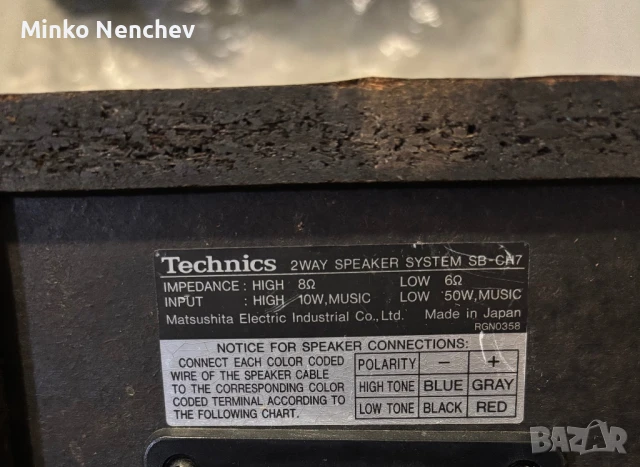 Minko Nenchev
Technics 2WAY SPEAKER SYSTEM SB-CH7
IMPEDANCE : HIGH 8Ω LOW 6Ω
INPUT : HIGH 10W,MUSIC LOW 50W,MUSIC
Matsushita Electric Industrial Co., Ltd. Made in Japan
RGN0358
NOTICE FOR SPEAKER CONNECTIONS:
CONNECT EACH COLOR CODED
WIRE OF THE SPEAKER CABLE
TO THE CORRESPONDING COLOR
CODED TERMINAL ACCORDING TO
THE FOLLOWING CHART.
POLARITY − +
HIGH TONE BLUE GRAY
LOW TONE BLACK RED
BAZAR
bg